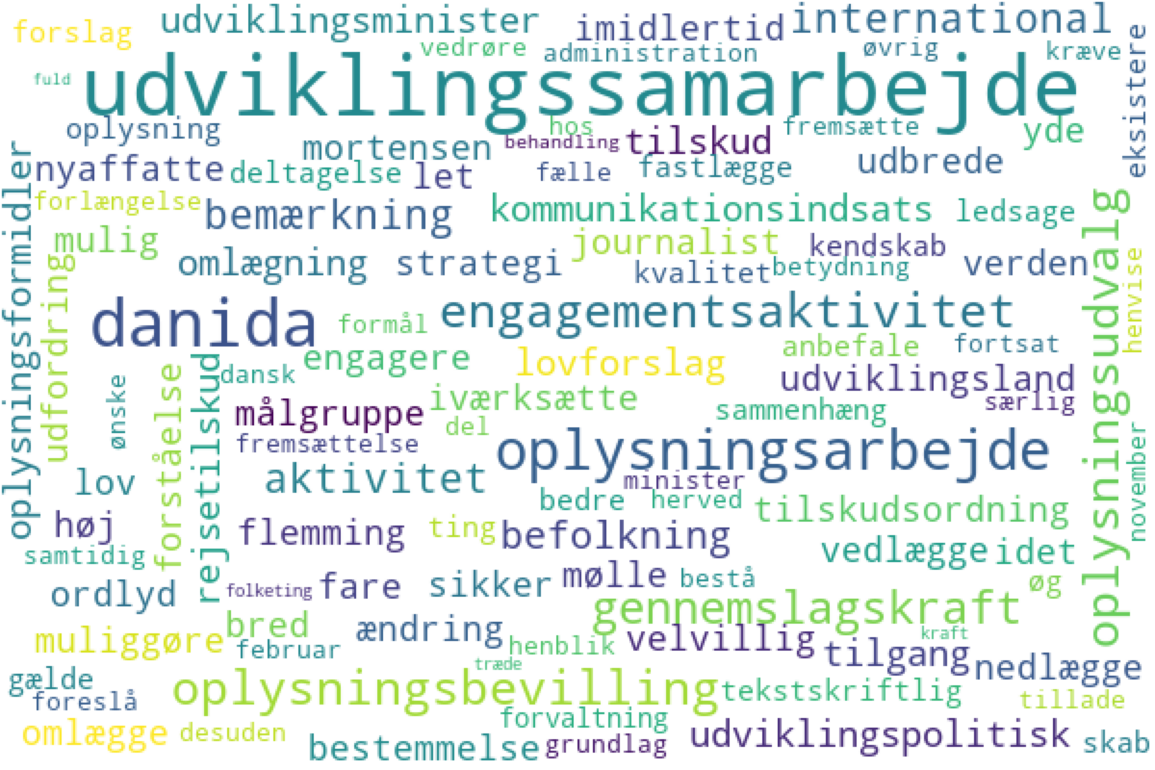 forslag udviklingsminister imidlertid international
vedrøre administration øvrig kræve
fuld udviklingssamarbejde eksistere
oplysning mortensen hos behandling tilskud fremsætte yde
nyaffatte deltagelse let fælle fastlægge udbrede
oplysningsformidler forlængelse bemærkning kommunikationsindsats ledsage
mulig omlægning strategi journalist kendskab verden
udfordring kvalitet betydning oplysningsudvalg henvise
danida formål engagementsaktivitet
engagere lovforslag anbefale fortsat
ønske forståelse rejsetilskud dansk udviklingsland
målgruppe iværksætte sammenhæng særlig
fremsættelse del oplysningsarbejde
lov aktivitet minister november
høj bedre herved tilskudsordning
flemming ting befolkning
samtidig vedlægge idet
ordlyd folketing fare sikker mølle bestå øg
bred gennemslagskraft
muliggøre februar ændring henblik velvillig kraft
træde tilgang nedlægge
gælde foreslå oplysningsbevilling tekstskriftlig tillade
omlægge desuden forvaltning
bestemmelse grundlag udviklingspolitisk skab